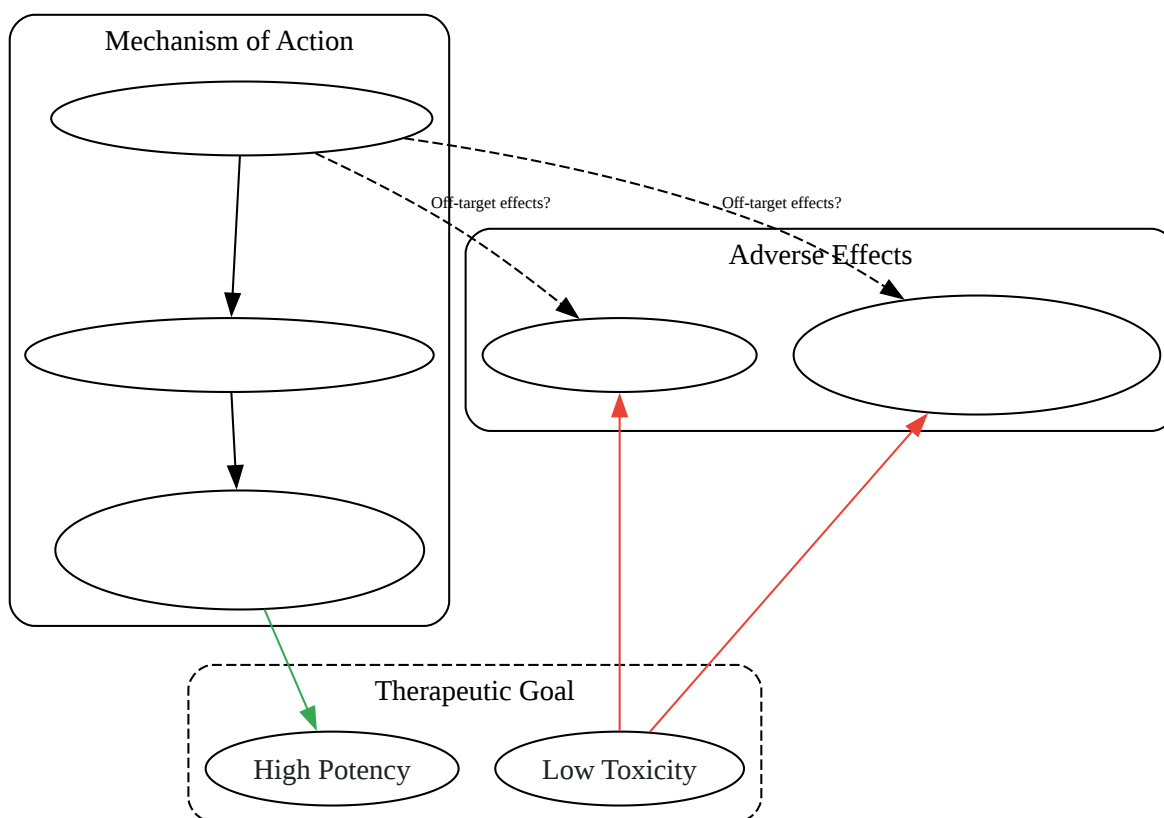 Mechanism of Action
Off-target effects?
Off-target effects?
Adverse Effects
Therapeutic Goal
High Potency
Low Toxicity